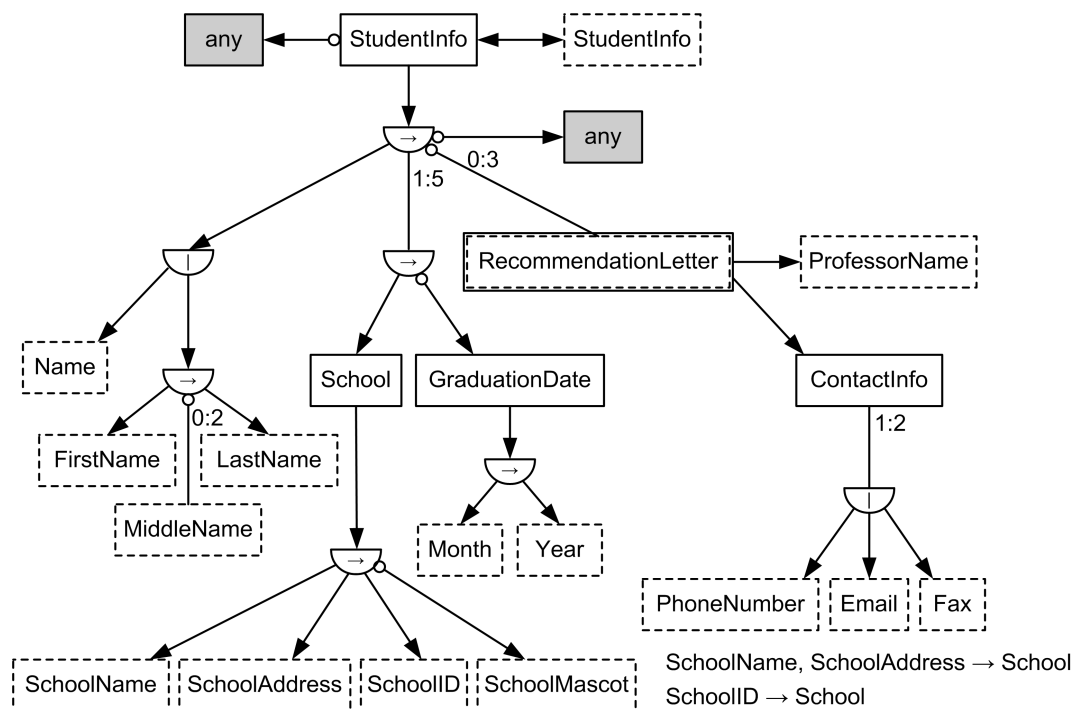 any
StudentInfo
StudentInfo
→
any
0:3
1:5
|
→
RecommendationLetter
ProfessorName
Name
→
School
GraduationDate
ContactInfo
0:2
1:2
FirstName
LastName
→
|
MiddleName
Month
Year
→
PhoneNumber
Email
Fax
SchoolName
SchoolAddress
SchoolID
SchoolMascot
SchoolName, SchoolAddress → School
SchoolID → School